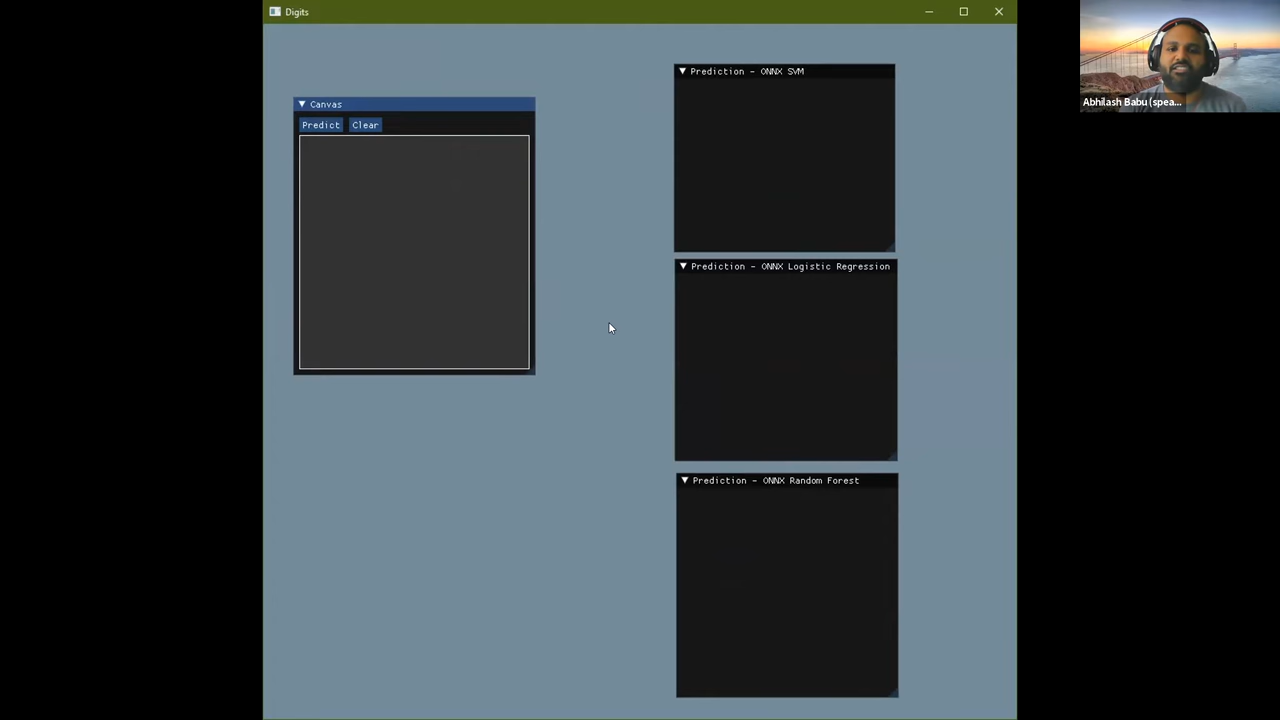 Digits
Canvas
Predict Clear
Prediction - ONNX SVM
Prediction - ONNX Logistic Regression
Prediction - ONNX Random Forest
Abhilash Babu (spea...